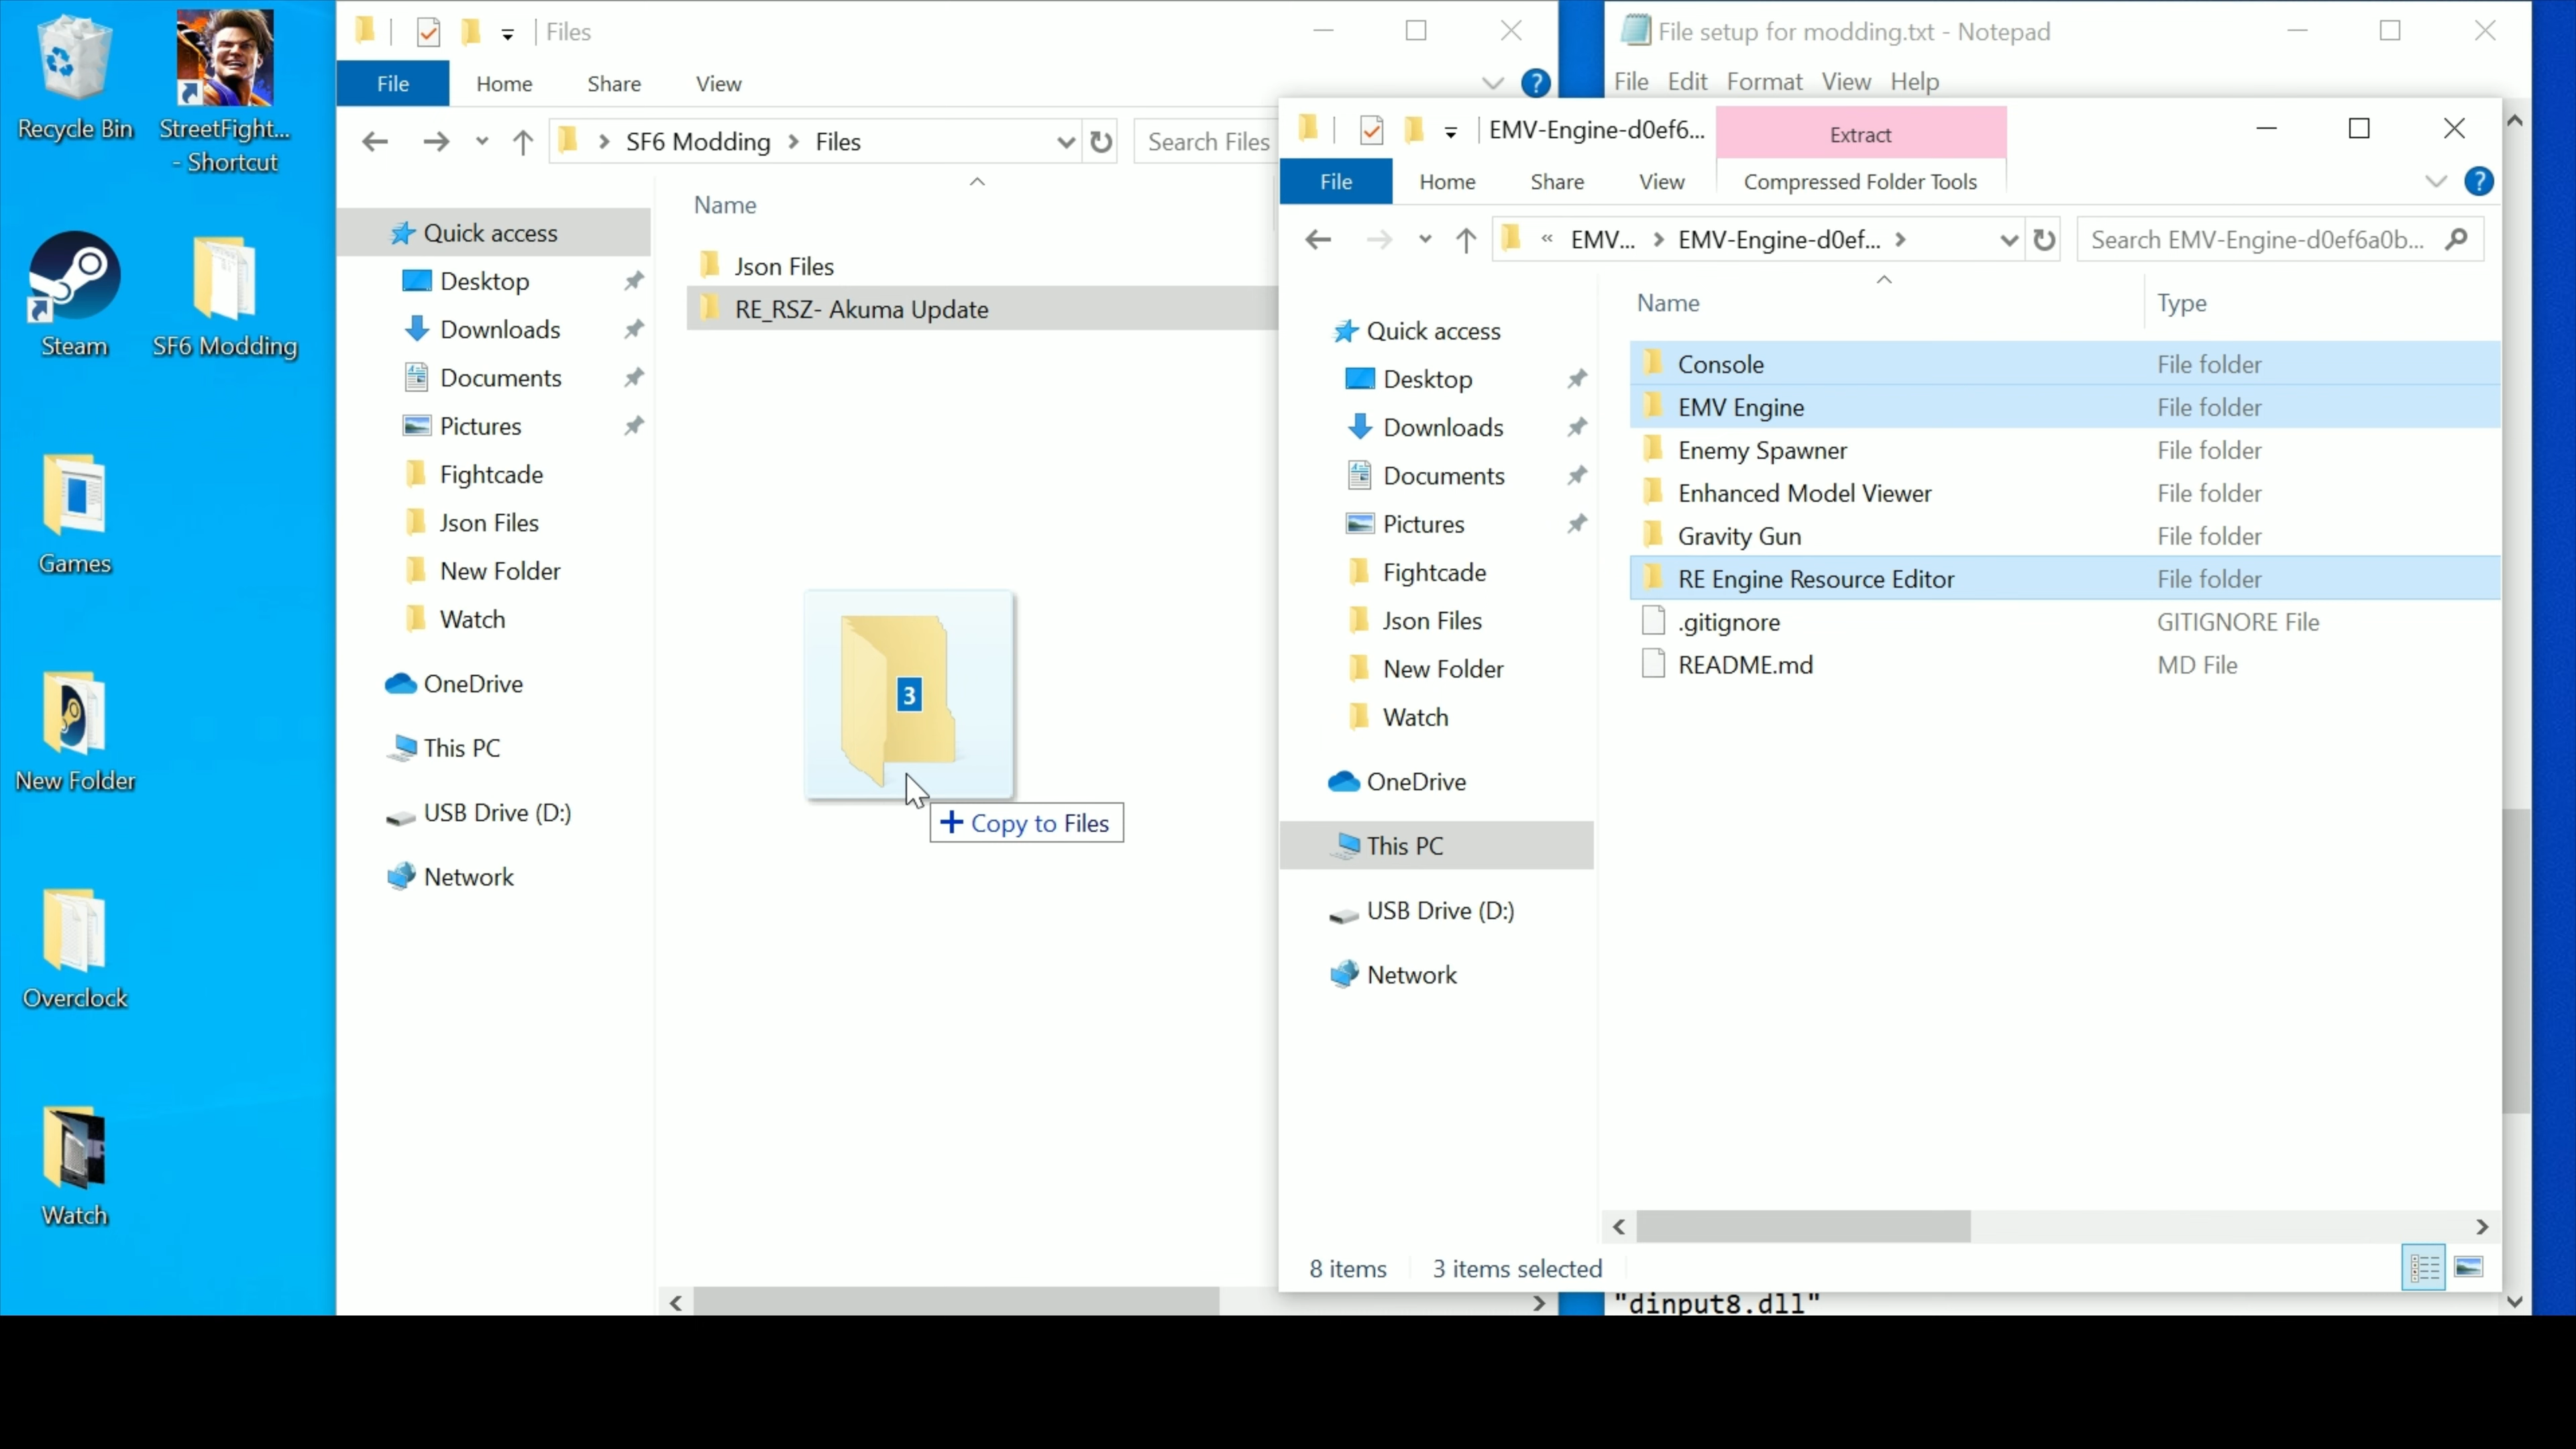 Recycle Bin
StreetFight...
- Shortcut
Steam
SF6 Modding
Games
New Folder
Overclock
Watch
Files
File Home Share View
SF6 Modding Files
Search Files
Name
Quick access
Desktop
Downloads
Documents
Pictures
Fightcade
Json Files
New Folder
Watch
OneDrive
This PC
USB Drive (D:)
Network
Json Files
RE_RSZ- Akuma Update
3
Copy to Files
File setup for modding.txt - Notepad
File Edit Format View Help
EMV-Engine-d0ef6...
Extract
File Home Share View Compressed Folder Tools
« EMV... EMV-Engine-d0ef...
Search EMV-Engine-d0ef6a0b...
Quick access
Desktop
Downloads
Documents
Pictures
Fightcade
Json Files
New Folder
Watch
OneDrive
This PC
USB Drive (D:)
Network
Name Type
Console File folder
EMV Engine File folder
Enemy Spawner File folder
Enhanced Model Viewer File folder
Gravity Gun File folder
RE Engine Resource Editor File folder
.gitignore GITIGNORE File
README.md MD File
8 items 3 items selected
"dinput8.dll"